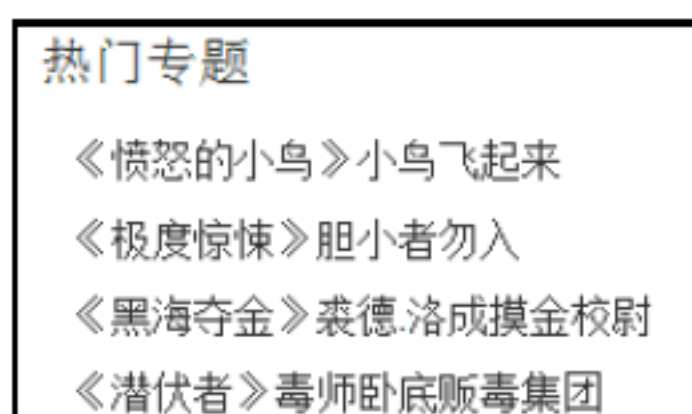 热门专题
《愤怒的小鸟》小鸟飞起来
《极度惊悚》胆小者勿入
《黑海夺金》裘德.洛成摸金校尉
《潜伏者》毒师卧底贩毒集团